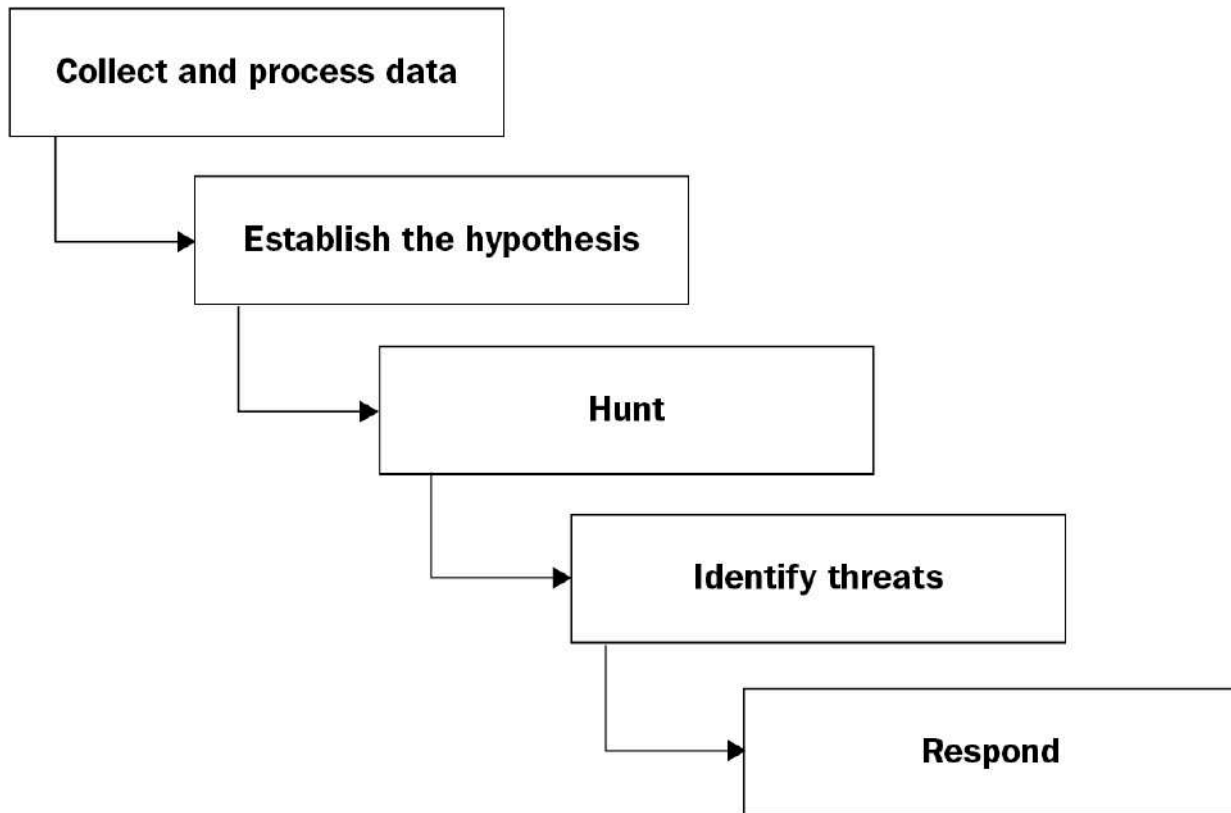 Collect and process data
Establish the hypothesis
Hunt
Identify threats
Respond